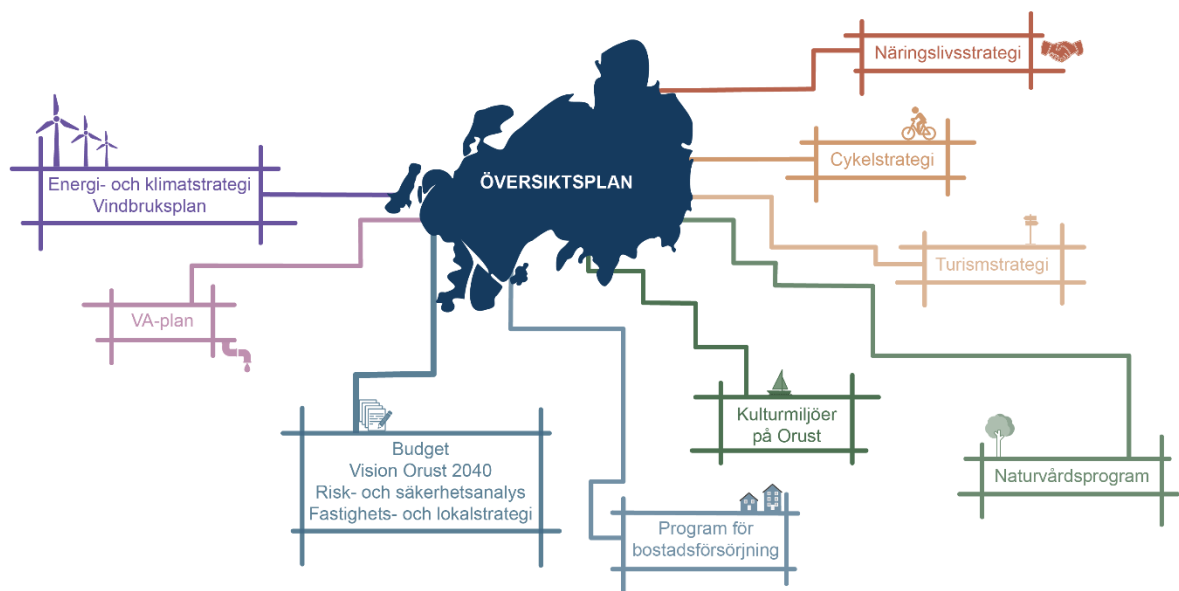 Näringslivsstrategi
Cykelstrategi
ÖVERSIKTSPLAN
Energi- och klimatstrategi
Vindbruksplan
Turismstrategi
VA-plan
Kulturmiljöer
på Orust
Budget
Vision Orust 2040
Risk- och säkerhetsanalys
Fastighets- och lokalstrategi
Naturvårdsprogram
Program för
bostadsförsörjning